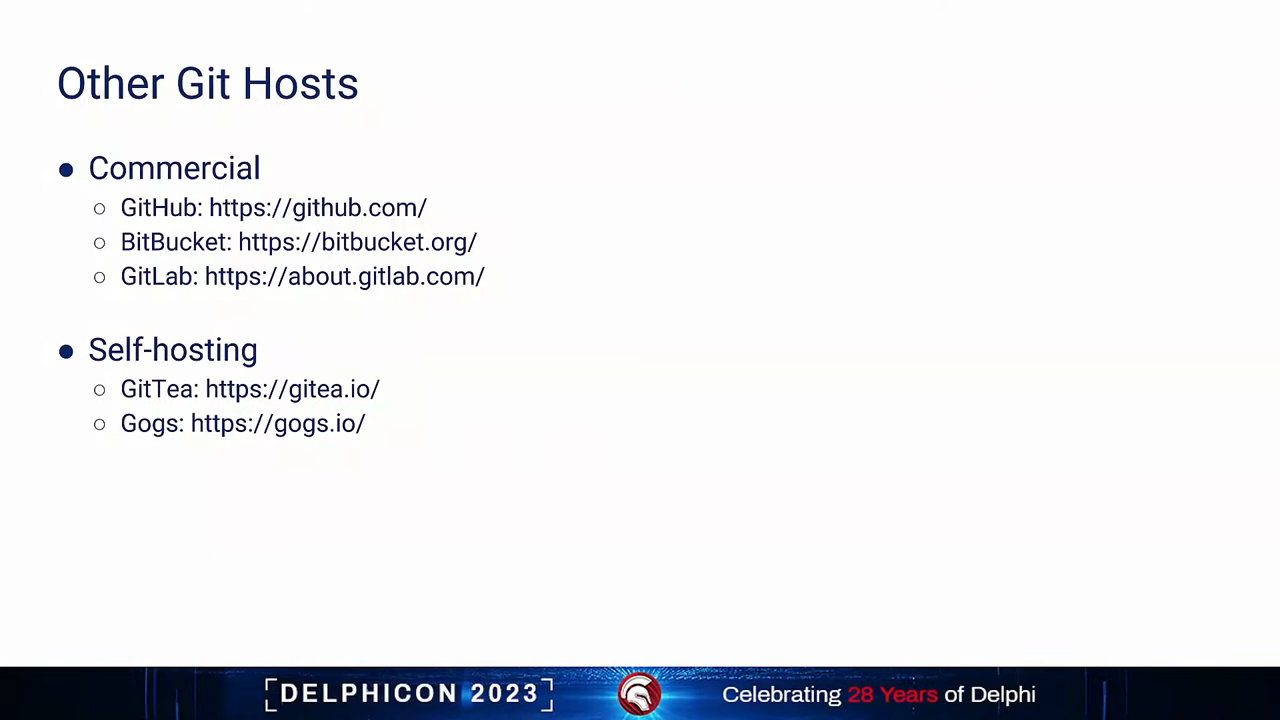 Other Git Hosts
● Commercial
○ GitHub: https://github.com/
○ BitBucket: https://bitbucket.org/
○ GitLab: https://about.gitlab.com/
● Self-hosting
○ GitTea: https://gitea.io/
○ Gogs: https://gogs.io/
[DELPHICON 2023] Celebrating 28 Years of Delphi